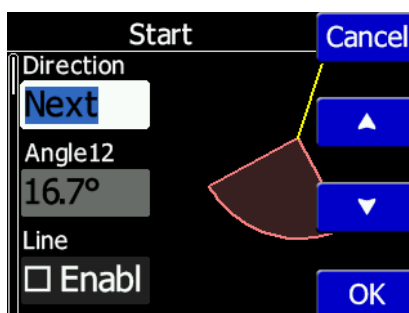 Start
Cancel
Direction
Next
Angle12
16.7°
Line
Enabl
OK